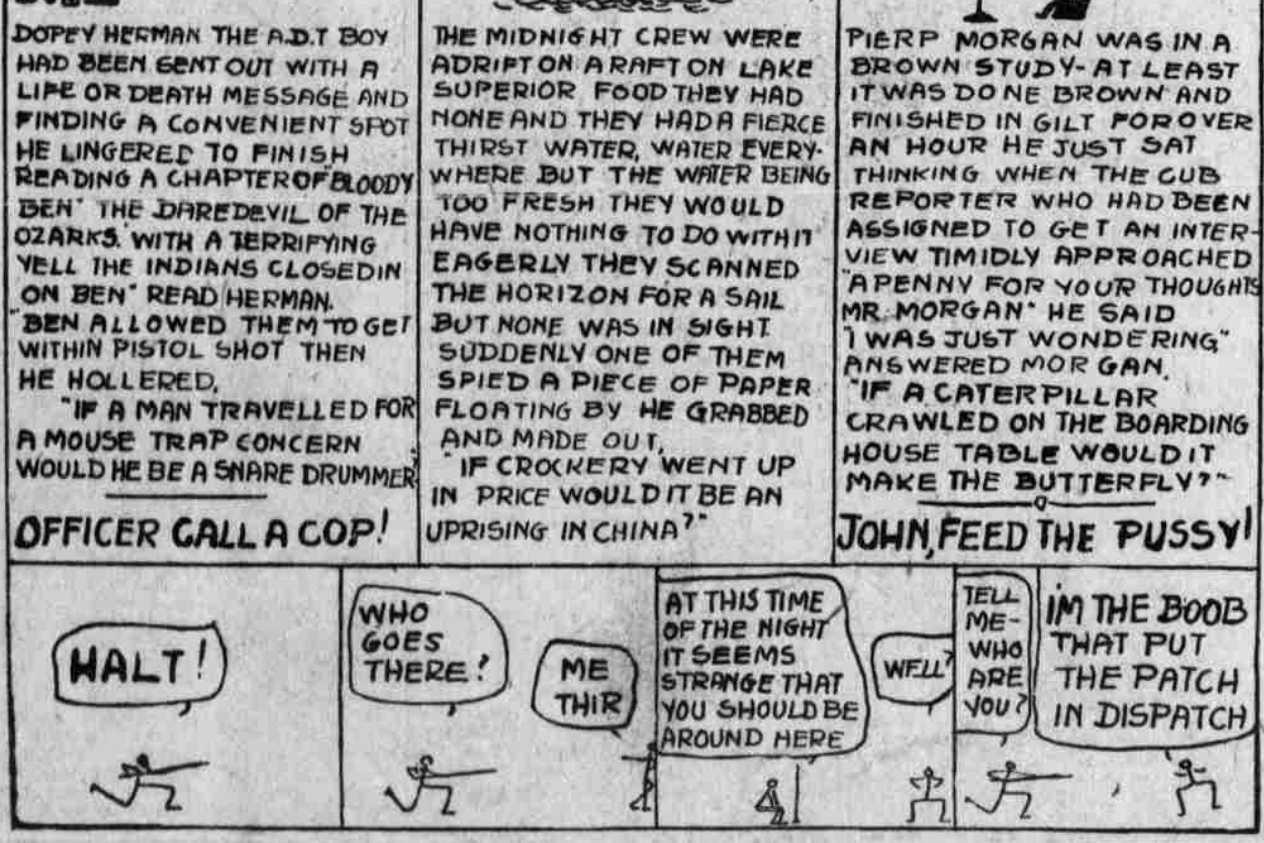 DOPEY HERMAN THE A.D.T BOY
HAD BEEN SENT OUT WITH A
LIFE OR DEATH MESSAGE AND
FINDING A CONVENIENT SPOT
HE LINGERED TO FINISH
READING A CHAPTER OF "BLOODY
BEN" THE DAREDEVIL OF THE
OZARKS. WITH A TERRIFYING
YELL THE INDIANS CLOSED IN
ON BEN" READ HERMAN.
"BEN ALLOWED THEM TO GET
WITHIN PISTOL SHOT THEN
HE HOLLERED,
"IF A MAN TRAVELLED FOR
A MOUSE TRAP CONCERN
WOULD HE BE A SNARE DRUMMER"
OFFICER CALL A COP!
THE MIDNIGHT CREW WERE
ADRIFT ON A RAFT ON LAKE
SUPERIOR FOOD THEY HAD
NONE AND THEY HAD A FIERCE
THIRST WATER, WATER EVERY-
WHERE BUT THE WATER BEING
TOO FRESH THEY WOULD
HAVE NOTHING TO DO WITH IT
EAGERLY THEY SCANNED
THE HORIZON FOR A SAIL
BUT NONE WAS IN SIGHT
SUDDENLY ONE OF THEM
SPIED A PIECE OF PAPER
FLOATING BY HE GRABBED
AND MADE OUT,
"IF CROCKERY WENT UP
IN PRICE WOULD IT BE AN
UPRISING IN CHINA?"
PIERP MORGAN WAS IN A
BROWN STUDY- AT LEAST
IT WAS DONE BROWN AND
FINISHED IN GILT FOR OVER
AN HOUR HE JUST SAT
THINKING WHEN THE CUB
REPORTER WHO HAD BEEN
ASSIGNED TO GET AN INTER-
VIEW TIMIDLY APPROACHED
"A PENNY FOR YOUR THOUGHTS
MR. MORGAN" HE SAID
"I WAS JUST WONDERING"
ANSWERED MORGAN.
"IF A CATERPILLAR
CRAWLED ON THE BOARDING
HOUSE TABLE WOULD IT
MAKE THE BUTTERFLY?"
JOHN, FEED THE PUSSY!
HALT!
WHO
GOES
THERE!
ME
THIR
AT THIS TIME
OF THE NIGHT
IT SEEMS
STRANGE THAT
YOU SHOULD BE
AROUND HERE
WELL?
TELL
ME-
WHO
ARE
YOU?
I'M THE BOOB
THAT PUT
THE PATCH
IN DISPATCH